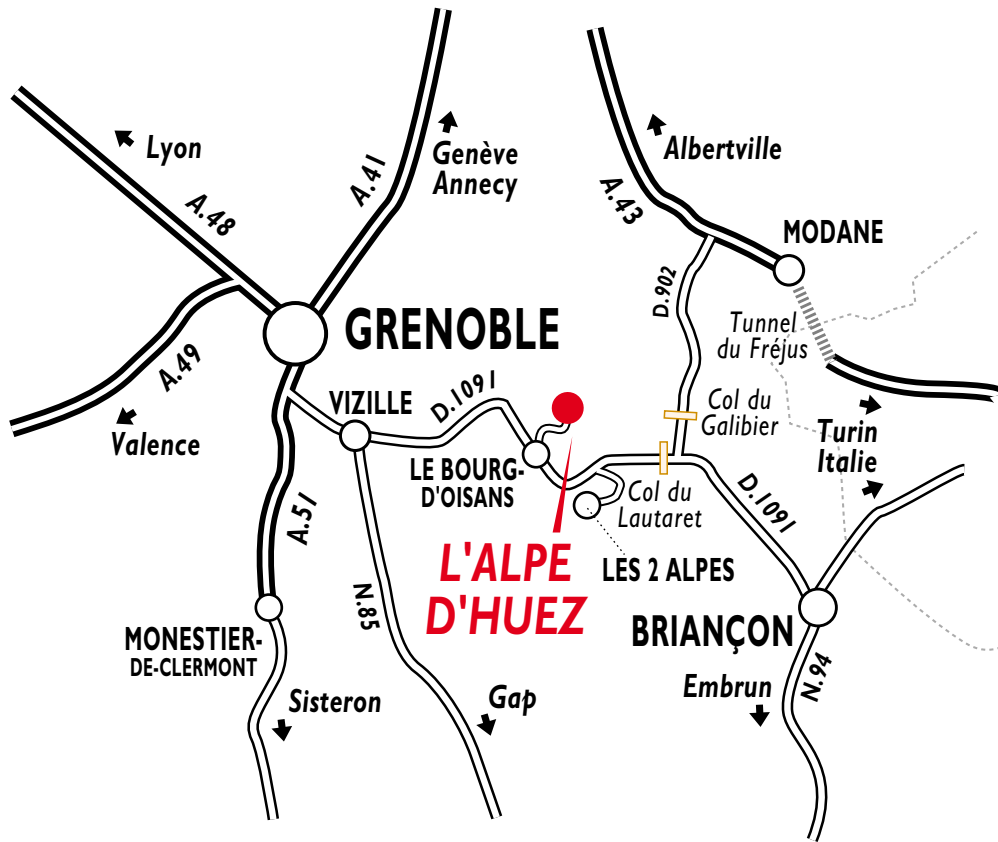 Lyon
A.48
A.41
Genève
Annecy
Albertville
A.43
MODANE
D.902
Tunnel
du Fréjus
GRENOBLE
A.49
Valence
VIZILLE
D.1091
Col du
Galibier
Turin
Italie
LE BOURG-
D'OISANS
Col du
Lautaret
D.1091
A.51
L'ALPE
D'HUEZ
LES 2 ALPES
N.85
MONESTIER-
DE-CLERMONT
BRIANÇON
Sisteron
Gap
Embrun
N.94